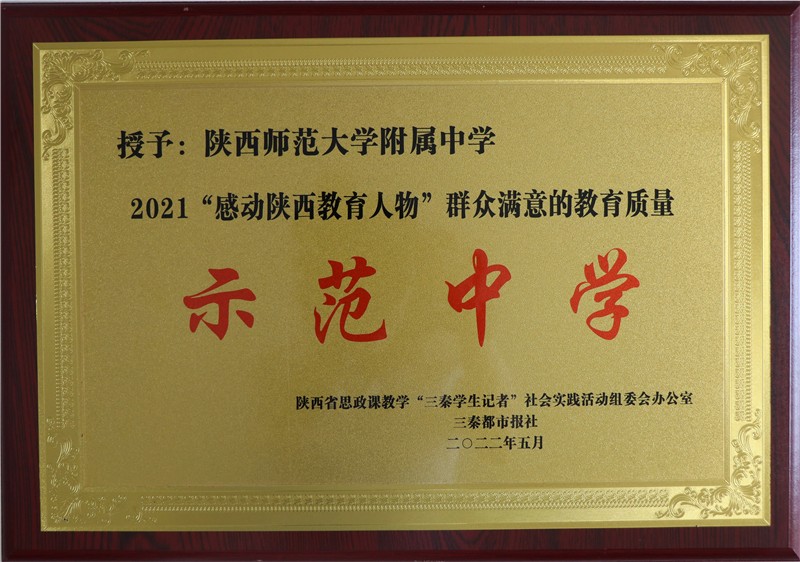 授予：陕西师范大学附属中学
2021“感动陕西教育人物”群众满意的教育质量
示范中学
陕西省思政课教学“三秦学生记者”社会实践活动组委会办公室
三秦都市报社
二〇二二年五月